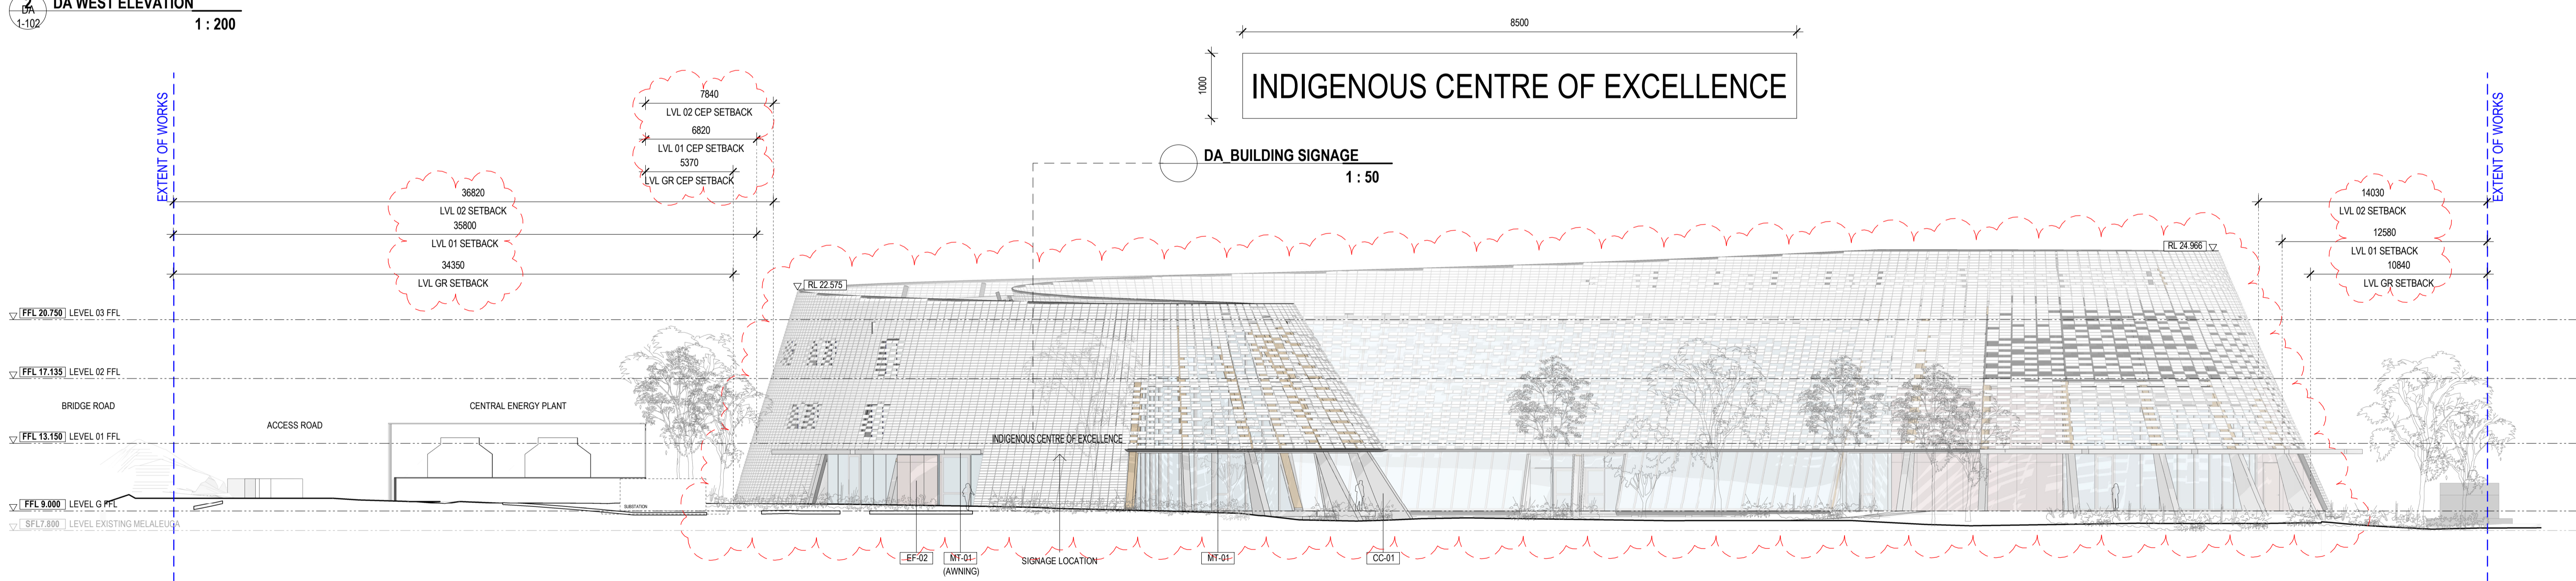 2
DA
1-102
DA WEST ELEVATION
1 : 200
8500
1000
INDIGENOUS CENTRE OF EXCELLENCE
DA_BUILDING SIGNAGE
1 : 50
EXTENT OF WORKS
7840
LVL 02 CEP SETBACK
6820
LVL 01 CEP SETBACK
5370
LVL GR CEP SETBACK
36820
LVL 02 SETBACK
35800
LVL 01 SETBACK
34350
LVL GR SETBACK
EXTENT OF WORKS
14030
LVL 02 SETBACK
12580
LVL 01 SETBACK
10840
LVL GR SETBACK
RL 24.966
RL 22.575
FFL 20.750 LEVEL 03 FFL
FFL 17.135 LEVEL 02 FFL
BRIDGE ROAD
ACCESS ROAD
CENTRAL ENERGY PLANT
FFL 13.150 LEVEL 01 FFL
INDIGENOUS CENTRE OF EXCELLENCE
FFL 9.000 LEVEL G FFL
SUBSTATION
SFL7.800 LEVEL EXISTING MELALEUCA
EF-02
MT-01
(AWNING)
SIGNAGE LOCATION
MT-01
CC-01